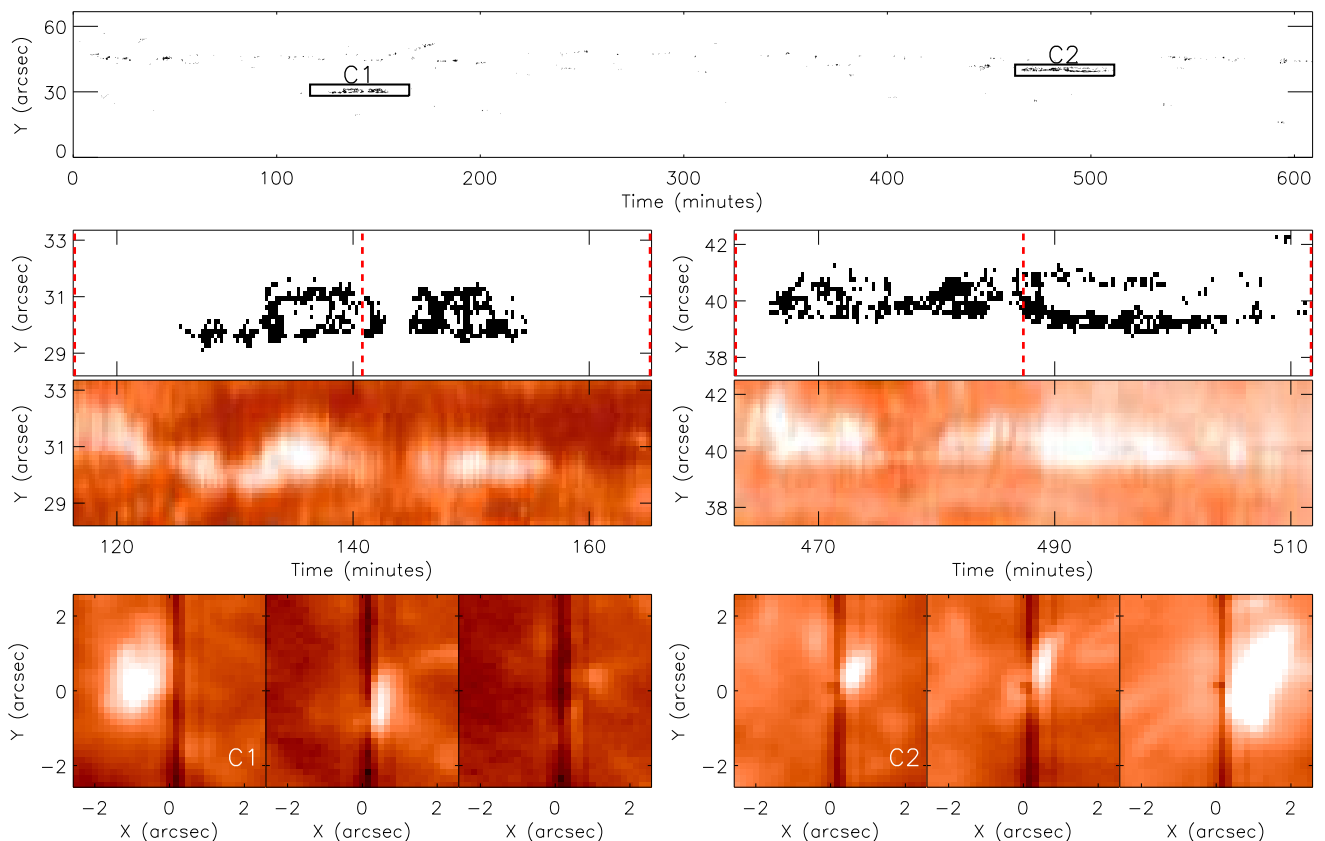 60
30
0
Y (arcsec)
C1
C2
0 100 200 300 400 500 600
Time (minutes)
33
31
29
Y (arcsec)
42
40
38
Y (arcsec)
33
31
29
Y (arcsec)
42
40
38
Y (arcsec)
120 140 160
Time (minutes)
470 490 510
Time (minutes)
2
0
−2
Y (arcsec)
C1
2
0
−2
Y (arcsec)
C2
−2 0 2 −2 0 2 −2 0 2
X (arcsec) X (arcsec) X (arcsec)
−2 0 2 −2 0 2 −2 0 2
X (arcsec) X (arcsec) X (arcsec)